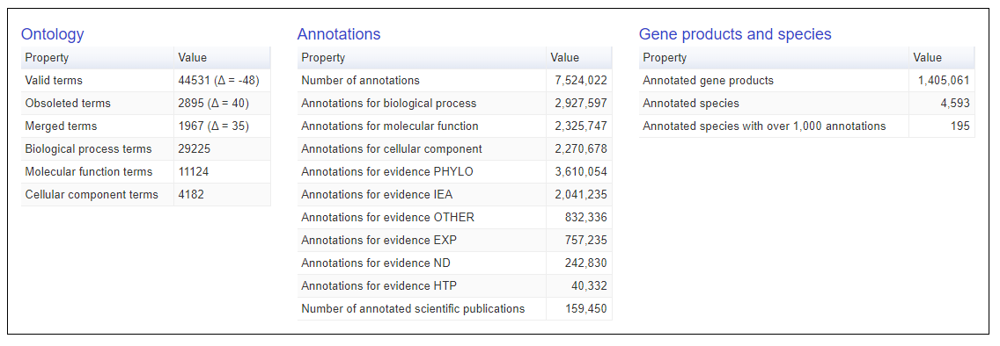 Ontology
Property Value
Valid terms 44531 (Δ = -48)
Obsoleted terms 2895 (Δ = 40)
Merged terms 1967 (Δ = 35)
Biological process terms 29225
Molecular function terms 11124
Cellular component terms 4182
Annotations
Property Value
Number of annotations 7,524,022
Annotations for biological process 2,927,597
Annotations for molecular function 2,325,747
Annotations for cellular component 2,270,678
Annotations for evidence PHYLO 3,610,054
Annotations for evidence IEA 2,041,235
Annotations for evidence OTHER 832,336
Annotations for evidence EXP 757,235
Annotations for evidence ND 242,830
Annotations for evidence HTP 40,332
Number of annotated scientific publications 159,450
Gene products and species
Property Value
Annotated gene products 1,405,061
Annotated species 4,593
Annotated species with over 1,000 annotations 195